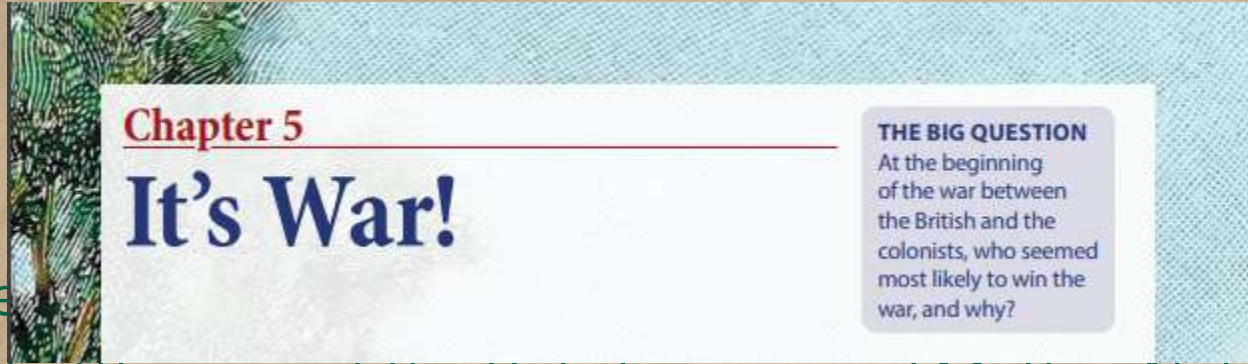 Chapter 5
It's War!
THE BIG QUESTION
At the beginning
of the war between
the British and the
colonists, who seemed
most likely to win the
war, and why?